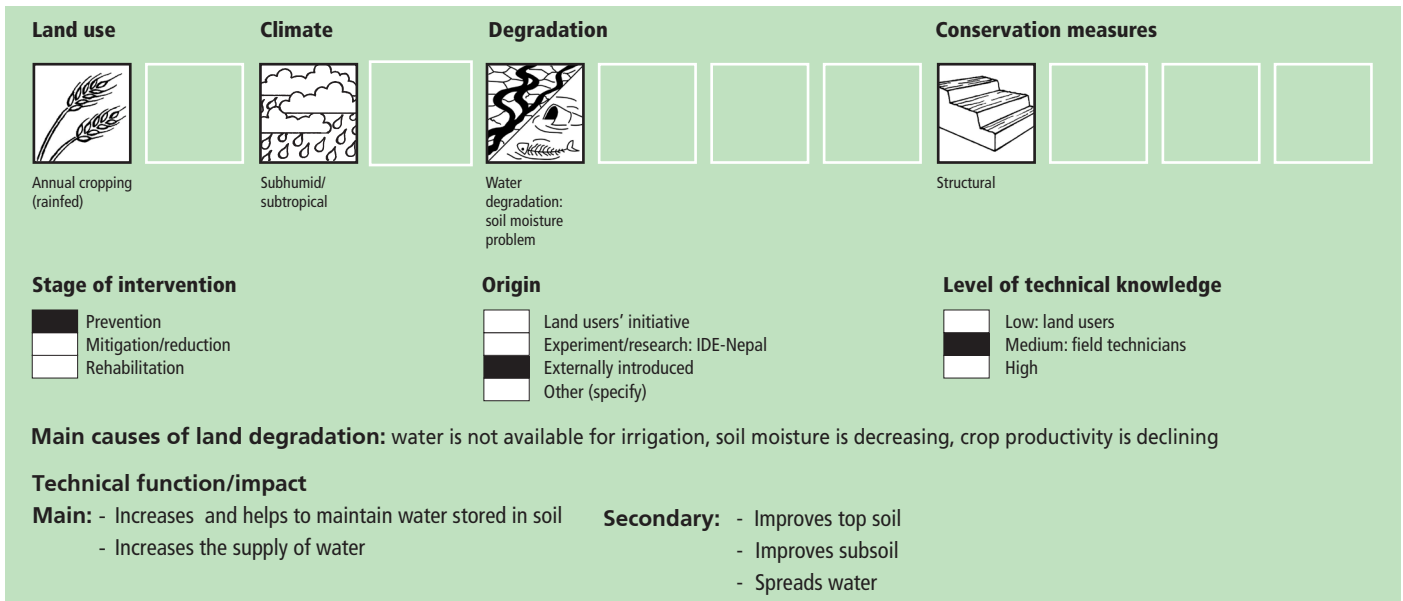 Land use
Climate
Degradation
Conservation measures
Annual cropping
(rainfed)
Subhumid/
subtropical
Water
degradation:
soil moisture
problem
Structural
Stage of intervention
Prevention
Mitigation/reduction
Rehabilitation
Origin
Land users’ initiative
Experiment/research: IDE-Nepal
Externally introduced
Other (specify)
Level of technical knowledge
Low: land users
Medium: field technicians
High
Main causes of land degradation: water is not available for irrigation, soil moisture is decreasing, crop productivity is declining
Technical function/impact
Main: - Increases and helps to maintain water stored in soil
- Increases the supply of water
Secondary: - Improves top soil
- Improves subsoil
- Spreads water